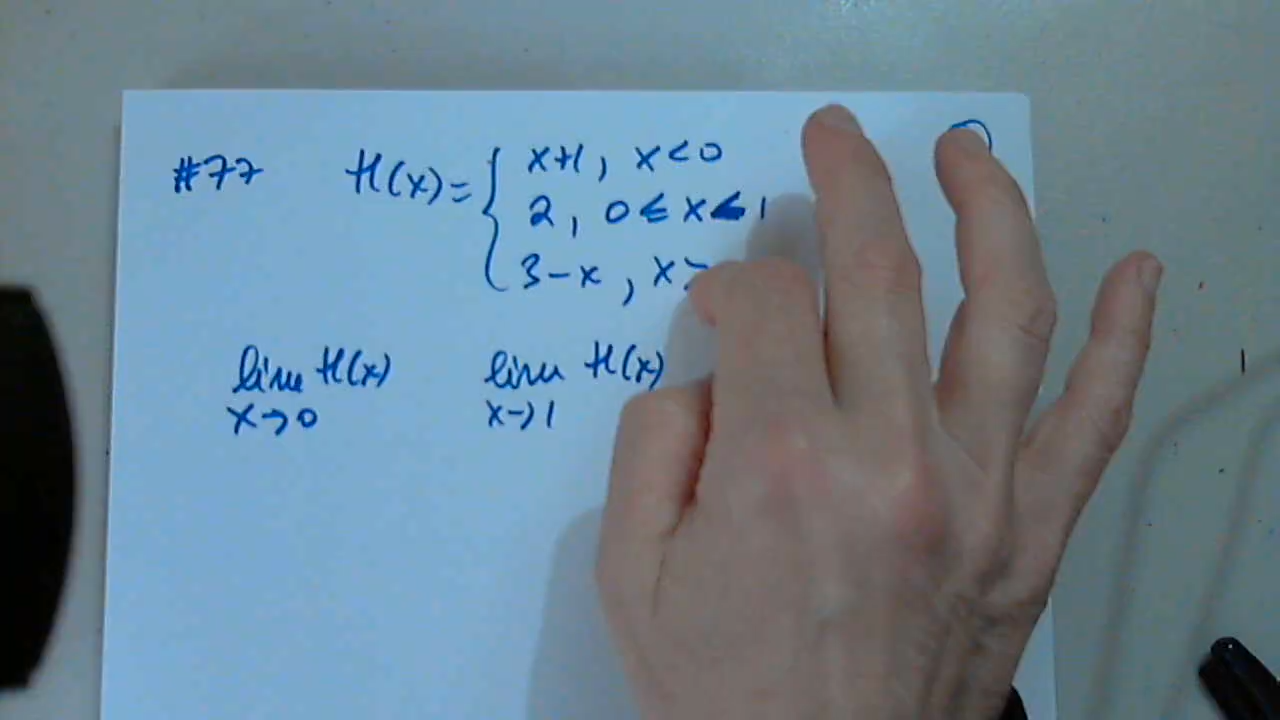 #77 H(x) = { x+1, x<0
2, 0≤x<1
3-x, x>
lim H(x) lim H(x)
x→0 x→1